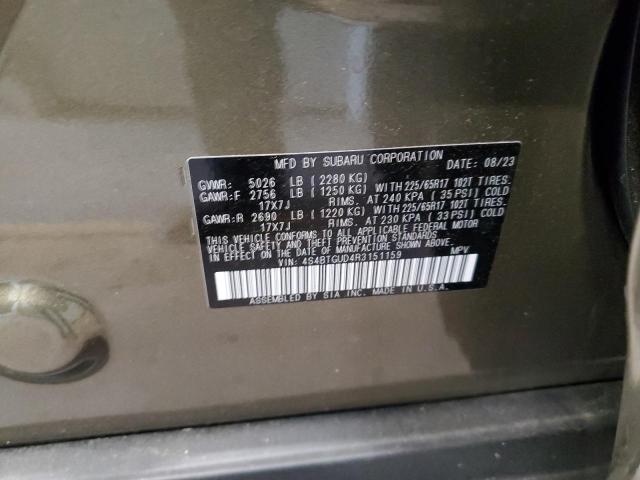 MFD BY SUBARU CORPORATION DATE: 08/23
GVWR: 5026 LB (2280 KG)
GAWR:F 2756 LB (1250 KG) WITH 225/65R17 102T TIRES.
17X7J RIMS. AT 240 KPA (35 PSI) COLD
GAWR:R 2690 LB (1220 KG) WITH 225/65R17 102T TIRES.
17X7J RIMS. AT 230 KPA (33 PSI) COLD
THIS VEHICLE CONFORMS TO ALL APPLICABLE FEDERAL MOTOR
VEHICLE SAFETY AND THEFT PREVENTION STANDARDS
IN EFFECT ON THE DATE OF MANUFACTURE SHOWN ABOVE.
VIN: 4S4BTGUD4R3151159 MPV
ASSEMBLED BY SIA INC. MADE IN U.S.A.